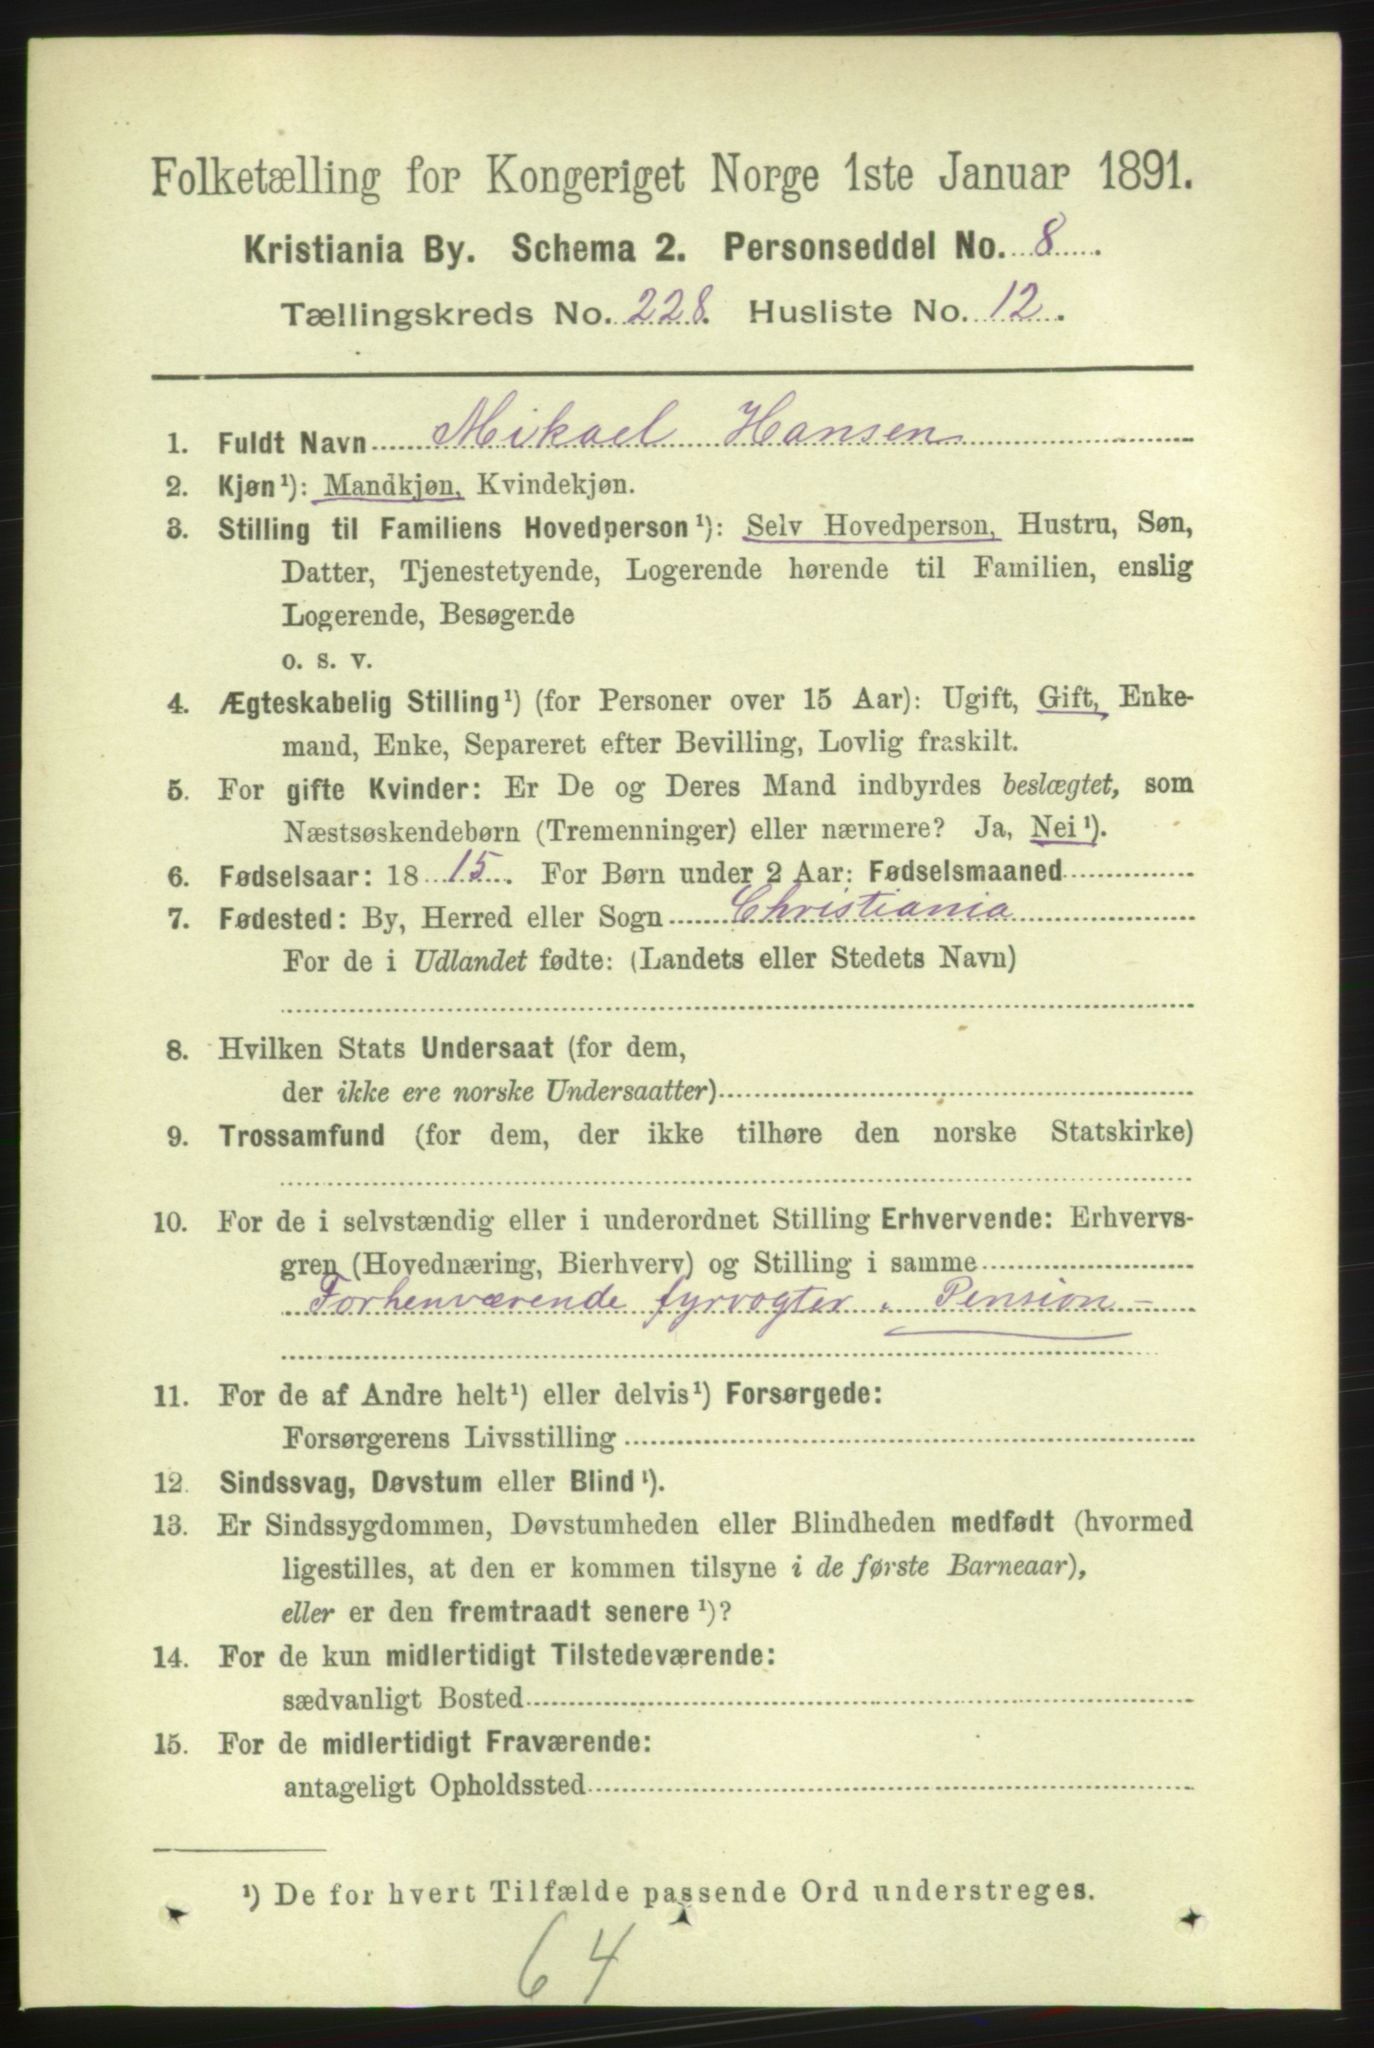 Folketælling for Kongeriget Norge 1ste Januar 1891.
Kristiania By. Schema 2. Personseddel No. 8.
Tællingskreds No. 228. Husliste No. 12.
1. Fuldt Navn Mikael Hansen
2. Kjøn¹): Mandkjøn, Kvindekjøn.
3. Stilling til Familiens Hovedperson¹): Selv Hovedperson, Hustru, Søn,
Datter, Tjenestetyende, Logerende hørende til Familien, enslig
Logerende, Besøgende
o. s. v.
4. Ægteskabelig Stilling¹) (for Personer over 15 Aar): Ugift, Gift, Enke-
mand, Enke, Separeret efter Bevilling, Lovlig fraskilt.
5. For gifte Kvinder: Er De og Deres Mand indbyrdes beslægtet, som
Næstsøskendebørn (Tremenninger) eller nærmere? Ja, Nei¹).
6. Fødselsaar: 1815. For Børn under 2 Aar: Fødselsmaaned
7. Fødested: By, Herred eller Sogn Christiania
For de i Udlandet fødte: (Landets eller Stedets Navn)
8. Hvilken Stats Undersaat (for dem,
der ikke ere norske Undersaatter)
9. Trossamfund (for dem, der ikke tilhøre den norske Statskirke)
10. For de i selvstændig eller i underordnet Stilling Erhvervende: Erhvervs-
gren (Hovednæring, Bierhverv) og Stilling i samme
Forhenværende fyrvogter. Pension –
11. For de af Andre helt¹) eller delvis¹) Forsørgede:
Forsørgerens Livsstilling
12. Sindssvag, Døvstum eller Blind¹).
13. Er Sindssygdommen, Døvstumheden eller Blindheden medfødt (hvormed
ligestilles, at den er kommen tilsyne i de første Barneaar),
eller er den fremtraadt senere¹)?
14. For de kun midlertidigt Tilstedeværende:
sædvanligt Bosted
15. For de midlertidigt Fraværende:
antageligt Opholdssted
¹) De for hvert Tilfælde passende Ord understreges.
64